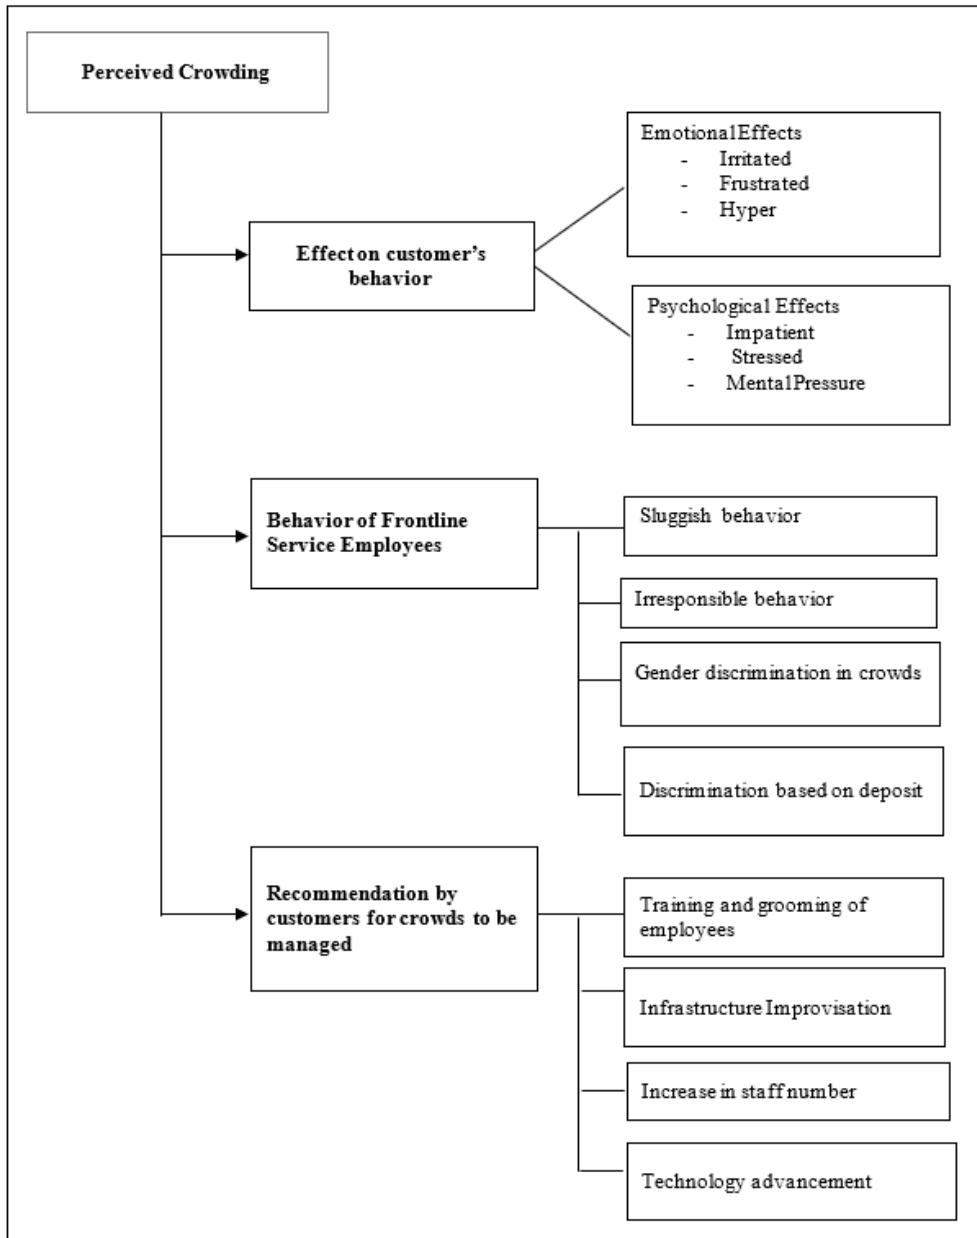 Perceived Crowding
Emotional Effects
- Irritated
- Frustrated
- Hyper
Effect on customer’s
behavior
Psychological Effects
- Impatient
- Stressed
- Mental Pressure
Behavior of Frontline
Service Employees
Sluggish behavior
Irresponsible behavior
Gender discrimination in crowds
Discrimination based on deposit
Recommendation by
customers for crowds to be
managed
Training and grooming of
employees
Infrastructure Improvisation
Increase in staff number
Technology advancement